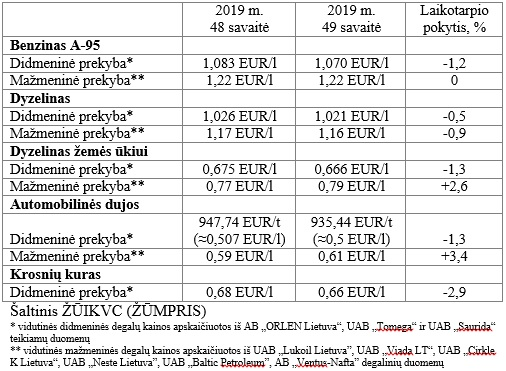 2019 m. 48 savaitė 2019 m. 49 savaitė Laikotarpio pokytis, %
Benzinas A-95
Didmeninė prekyba* 1,083 EUR/l 1,070 EUR/l -1,2
Mažmeninė prekyba** 1,22 EUR/l 1,22 EUR/l 0
Dyzelinas
Didmeninė prekyba* 1,026 EUR/l 1,021 EUR/l -0,5
Mažmeninė prekyba** 1,17 EUR/l 1,16 EUR/l -0,9
Dyzelinas žemės ūkiui
Didmeninė prekyba* 0,675 EUR/l 0,666 EUR/l -1,3
Mažmeninė prekyba** 0,77 EUR/l 0,79 EUR/l +2,6
Automobilinės dujos
Didmeninė prekyba* 947,74 EUR/t (≈0,507 EUR/l) 935,44 EUR/t (≈0,5 EUR/l) -1,3
Mažmeninė prekyba** 0,59 EUR/l 0,61 EUR/l +3,4
Krosnių kuras
Didmeninė prekyba* 0,68 EUR/l 0,66 EUR/l -2,9
Šaltinis ŽŪIKVC (ŽŪMPRIS)
* vidutinės didmeninės degalų kainos apskaičiuotos iš AB „ORLEN Lietuva“, UAB „Tomega“ ir UAB „Saurida“
teikiamų duomenų
** vidutinės mažmeninės degalų kainos apskaičiuotos iš UAB „Lukoil Lietuva”, UAB „Viada LT“, UAB „Cirkle
K Lietuva“, UAB „Neste Lietuva”, UAB „Baltic Petroleum”, AB „Ventus-Nafta” degalinių duomenų